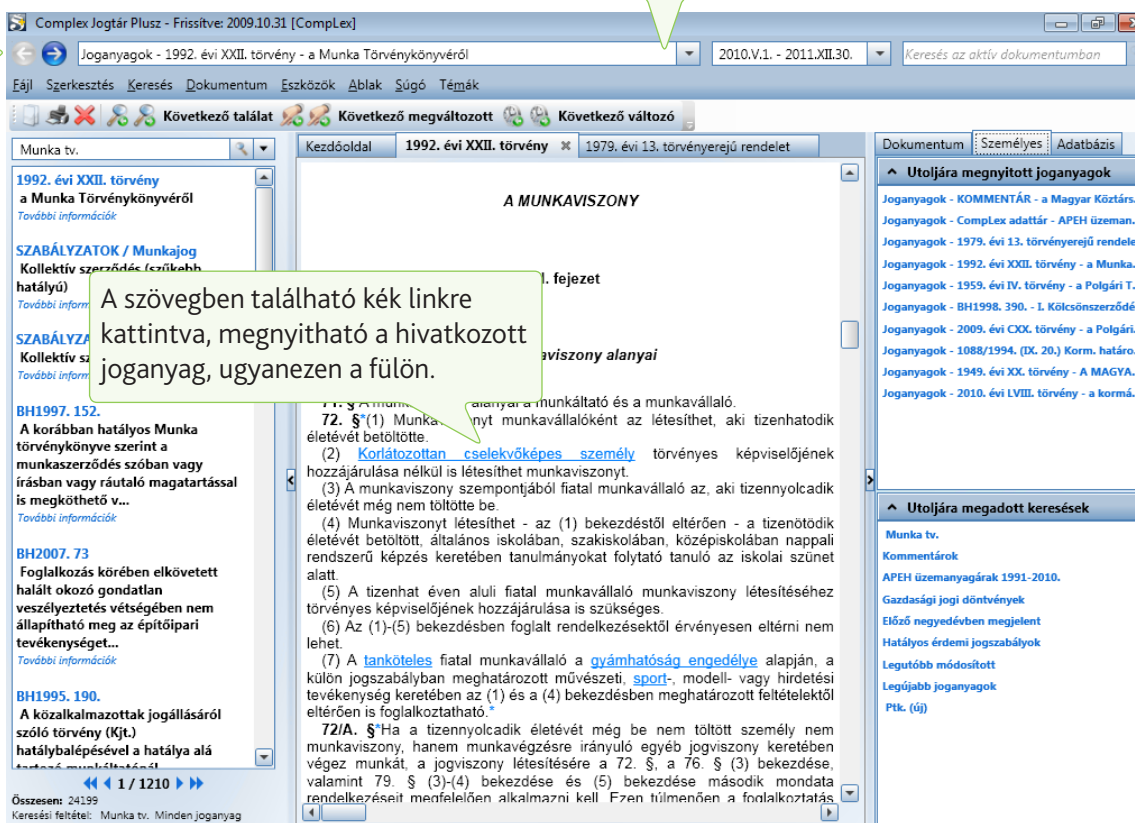 Complex Jogtár Plusz - Frissítve: 2009.10.31 [CompLex]
Joganyagok - 1992. évi XXII. törvény - a Munka Törvénykönyvéről
2010.V.1. - 2011.XII.30.
Keresés az aktív dokumentumban
Fájl Szerkesztés Keresés Dokumentum Eszközök Ablak Súgó Témák
Következő találat Következő megváltozott Következő változó
Munka tv.
1992. évi XXII. törvény
a Munka Törvénykönyvéről
További információk
SZABÁLYZATOK / Munkajog
Kollektív szerződés (szűkebb
hatályú)
További inform
SZABÁLYZA
Kollektív sz
További inform
BH1997. 152.
A korábban hatályos Munka
törvénykönyve szerint a
munkaszerződés szóban vagy
írásban vagy ráutaló magatartással
is megköthető v...
További információk
BH2007. 73
Foglalkozás körében elkövetett
halált okozó gondatlan
veszélyeztetés vétségében nem
állapítható meg az építőipari
tevékenységet...
További információk
BH1995. 190.
A közalkalmazottak jogállásáról
szóló törvény (Kjt.)
hatálybalépésével a hatálya alá
tartozó munkáltatónál
1 / 1210
Összesen: 24199
Keresési feltétel: Munka tv. Minden joganyag
Kezdőoldal 1992. évi XXII. törvény 1979. évi 13. törvényerejú rendelet
A MUNKAVISZONY
I. fejezet
aviszony alanyai
A szövegben található kék linkre
kattintva, megnyitható a hivatkozott
joganyag, ugyanezen a fülön.
71. § A mun alanyai a munkáltató és a munkavállaló.
72. §*(1) Munkav nyt munkavállalóként az létesíthet, aki tizenhatodik
életévét betöltötte.
(2) Korlátozottan cselekvőképes személy törvényes képviselőjének
hozzájárulása nélkül is létesíthet munkaviszonyt.
(3) A munkaviszony szempontjából fiatal munkavállaló az, aki tizennyolcadik
életévét még nem töltötte be.
(4) Munkaviszonyt létesíthet - az (1) bekezdéstől eltérően - a tizenötödik
életévét betöltött, általános iskolában, szakiskolában, középiskolában nappali
rendszerű képzés keretében tanulmányokat folytató tanuló az iskolai szünet
alatt.
(5) A tizenhat éven aluli fiatal munkavállaló munkaviszony létesítéséhez
törvényes képviselőjének hozzájárulása is szükséges.
(6) Az (1)-(5) bekezdésben foglalt rendelkezésektől érvényesen eltérni nem
lehet.
(7) A tanköteles fiatal munkavállaló a gyámhatóság engedélye alapján, a
külön jogszabályban meghatározott művészeti, sport-, modell- vagy hirdetési
tevékenység keretében az (1) és a (4) bekezdésben meghatározott feltételektől
eltérően is foglalkoztatható.*
72/A. §*Ha a tizennyolcadik életévét még be nem töltött személy nem
munkaviszony, hanem munkavégzésre irányuló egyéb jogviszony keretében
végez munkát, a jogviszony létesítésére a 72. §, a 76. § (3) bekezdése,
valamint 79. § (3)-(4) bekezdése és (5) bekezdése második mondata
rendelkezéseit megfelelően alkalmazni kell. Ezen túlmenően a foglalkoztatás
Dokumentum Személyes Adatbázis
Utoljára megnyitott joganyagok
Joganyagok - KOMMENTÁR - a Magyar Köztárs.
Joganyagok - CompLex adattár - APEH üzeman.
Joganyagok - 1979. évi 13. törvényerejű rendele
Joganyagok - 1992. évi XXII. törvény - a Munka.
Joganyagok - 1959. évi IV. törvény - a Polgári T.
Joganyagok - BH1998. 390. - I. Kölcsönszerződé
Joganyagok - 2009. évi CXX. törvény - a Polgári.
Joganyagok - 1088/1994. (IX. 20.) Korm. határo.
Joganyagok - 1949. évi XX. törvény - A MAGYA.
Joganyagok - 2010. évi LVIII. törvény - a kormá.
Utoljára megadott keresések
Munka tv.
Kommentárok
APEH üzemanyagárak 1991-2010.
Gazdasági jogi döntvények
Előző negyedévben megjelent
Hatályos érdemi jogszabályok
Legutóbb módosított
Legújabb joganyagok
Ptk. (új)